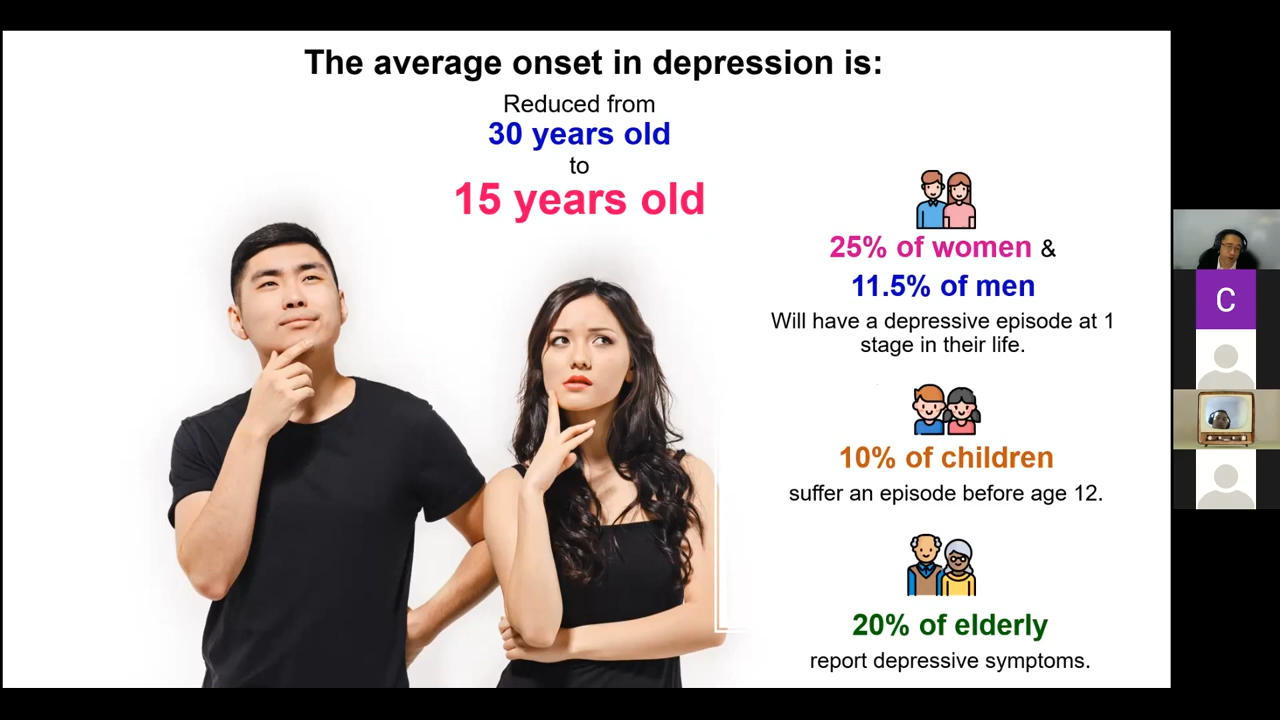 The average onset in depression is:
Reduced from
30 years old
to
15 years old
25% of women &
11.5% of men
Will have a depressive episode at 1
stage in their life.
10% of children
suffer an episode before age 12.
20% of elderly
report depressive symptoms.
C